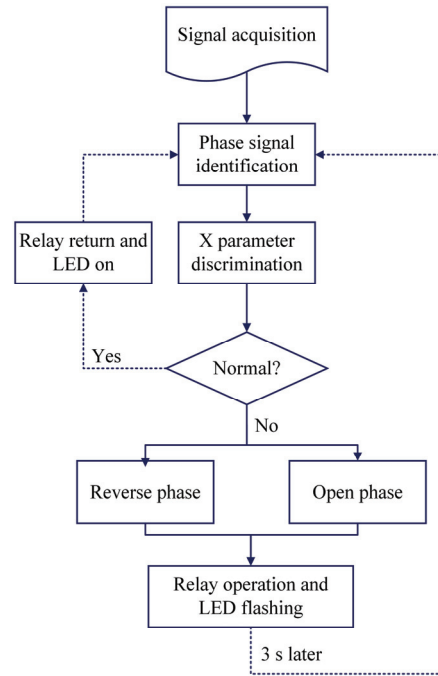 Signal acquisition
Phase signal
identification
Relay return and
LED on
X parameter
discrimination
Yes
Normal?
No
Reverse phase
Open phase
Relay operation and
LED flashing
3 s later